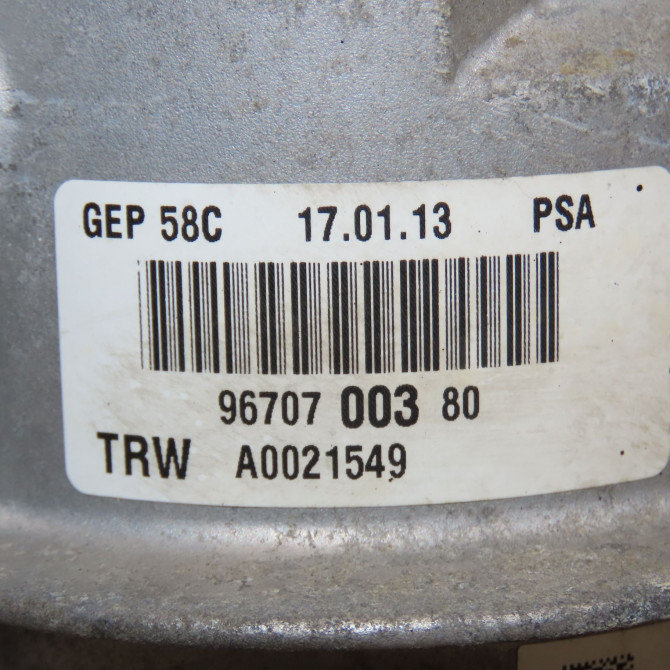 GEP 58C 17.01.13 PSA
96707 003 80
TRW A0021549